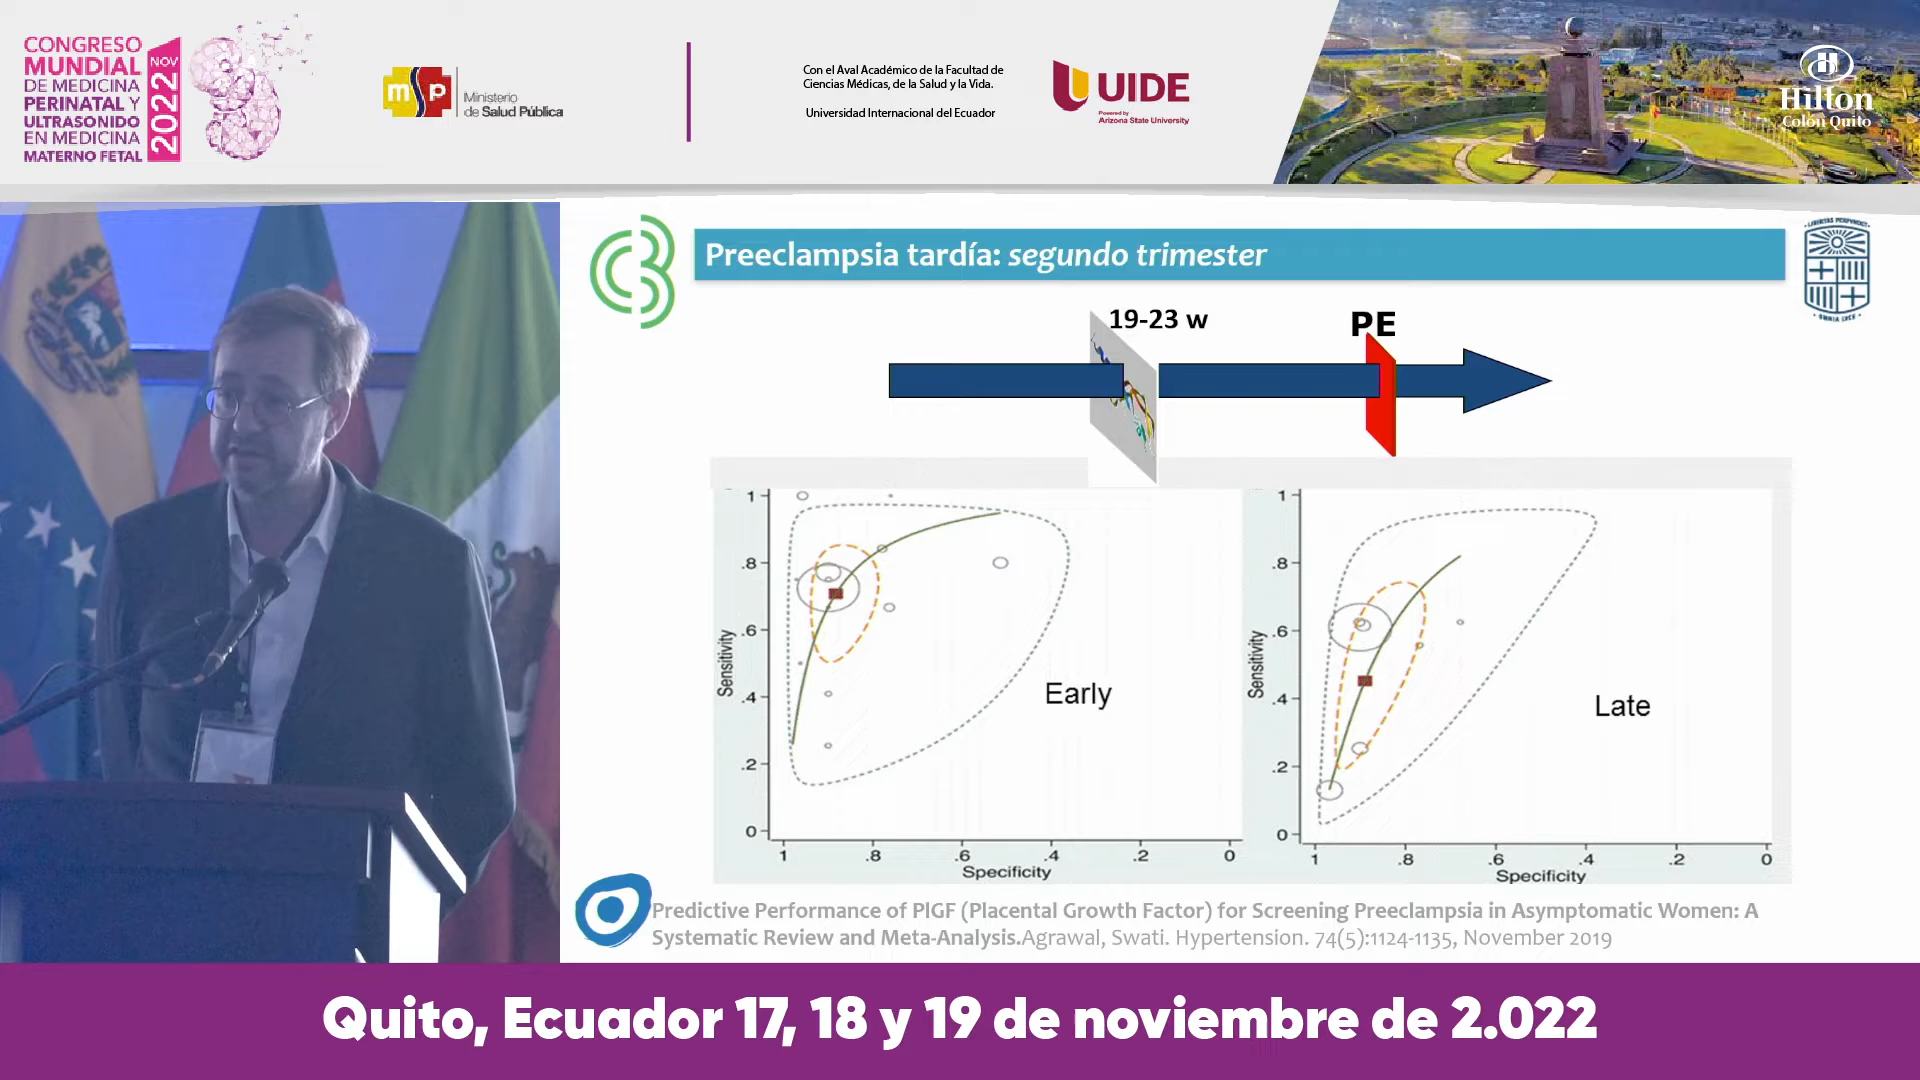 CONGRESO
MUNDIAL
DE MEDICINA
PERINATAL Y
ULTRASONIDO
EN MEDICINA
MATERNO FETAL
NOV
2022
msp
Ministerio
de Salud Pública
Con el Aval Académico de la Facultad de
Ciencias Médicas, de la Salud y la Vida.
Universidad Internacional del Ecuador
UIDE
Powered by
Arizona State University
Hilton
Colón Quito
Preeclampsia tardía: segundo trimester
19-23 w
PE
Sensitivity
1
.8
.6
.4
.2
0
1 .8 .6 .4 .2 0
Specificity
Early
Sensitivity
1
.8
.6
.4
.2
0
1 .8 .6 .4 .2 0
Specificity
Late
Predictive Performance of PlGF (Placental Growth Factor) for Screening Preeclampsia in Asymptomatic Women: A
Systematic Review and Meta-Analysis.Agrawal, Swati. Hypertension. 74(5):1124-1135, November 2019
Quito, Ecuador 17, 18 y 19 de noviembre de 2.022